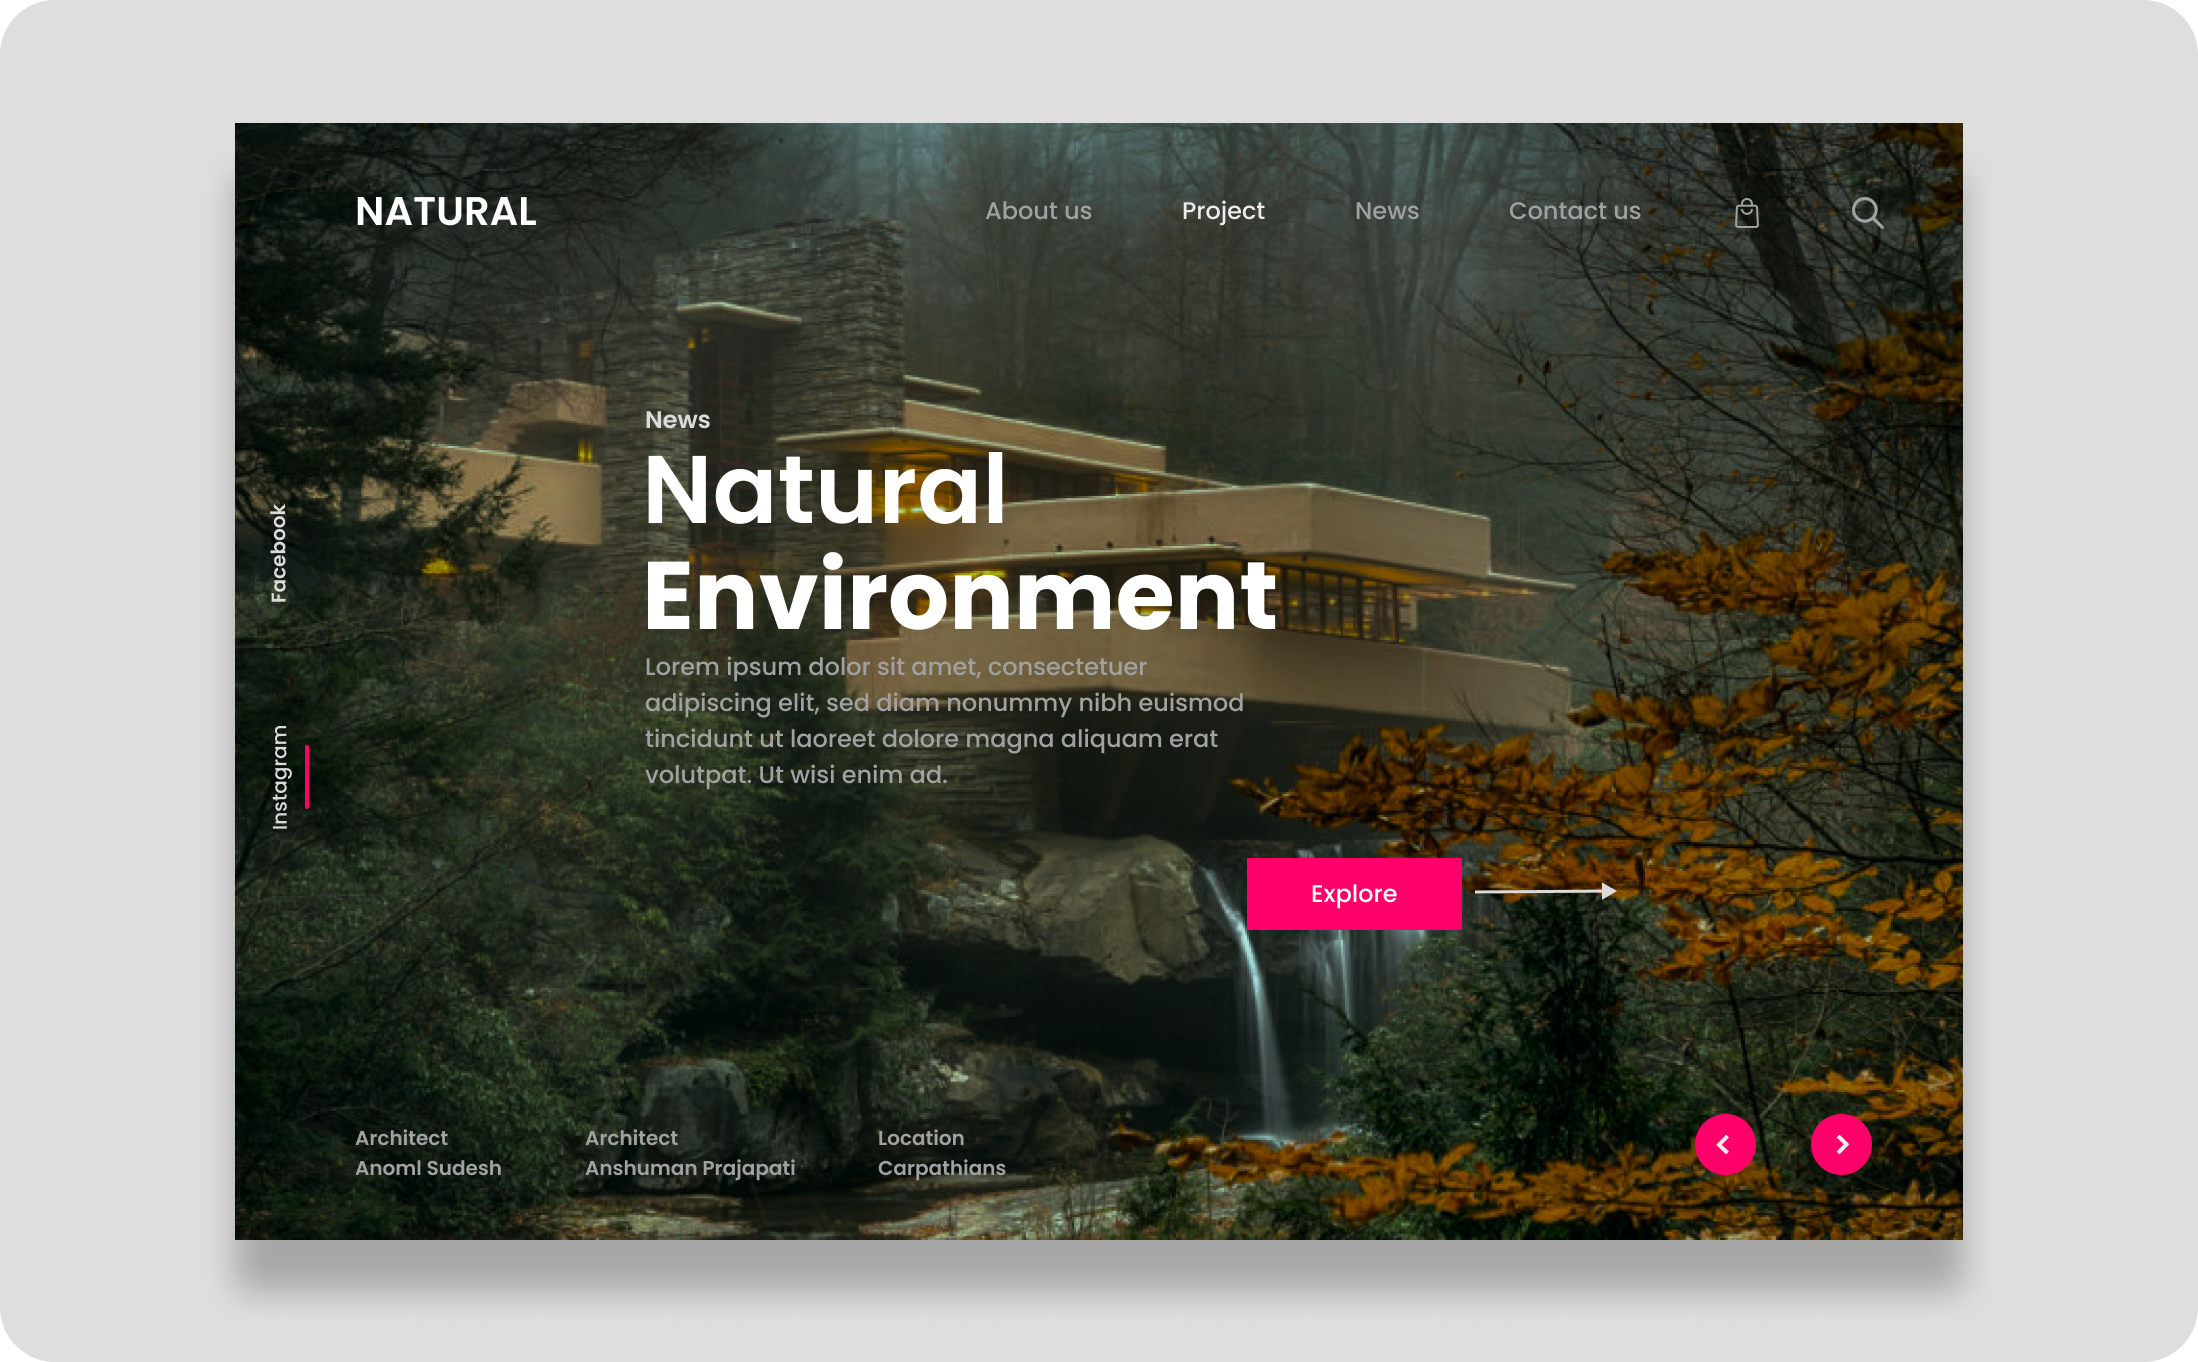 NATURAL
About us
Project
News
Contact us
News
Natural
Environment
Lorem ipsum dolor sit amet, consectetuer
adipiscing elit, sed diam nonummy nibh euismod
tincidunt ut laoreet dolore magna aliquam erat
volutpat. Ut wisi enim ad.
Facebook
Instagram
Explore
Architect
Anoml Sudesh
Architect
Anshuman Prajapati
Location
Carpathians